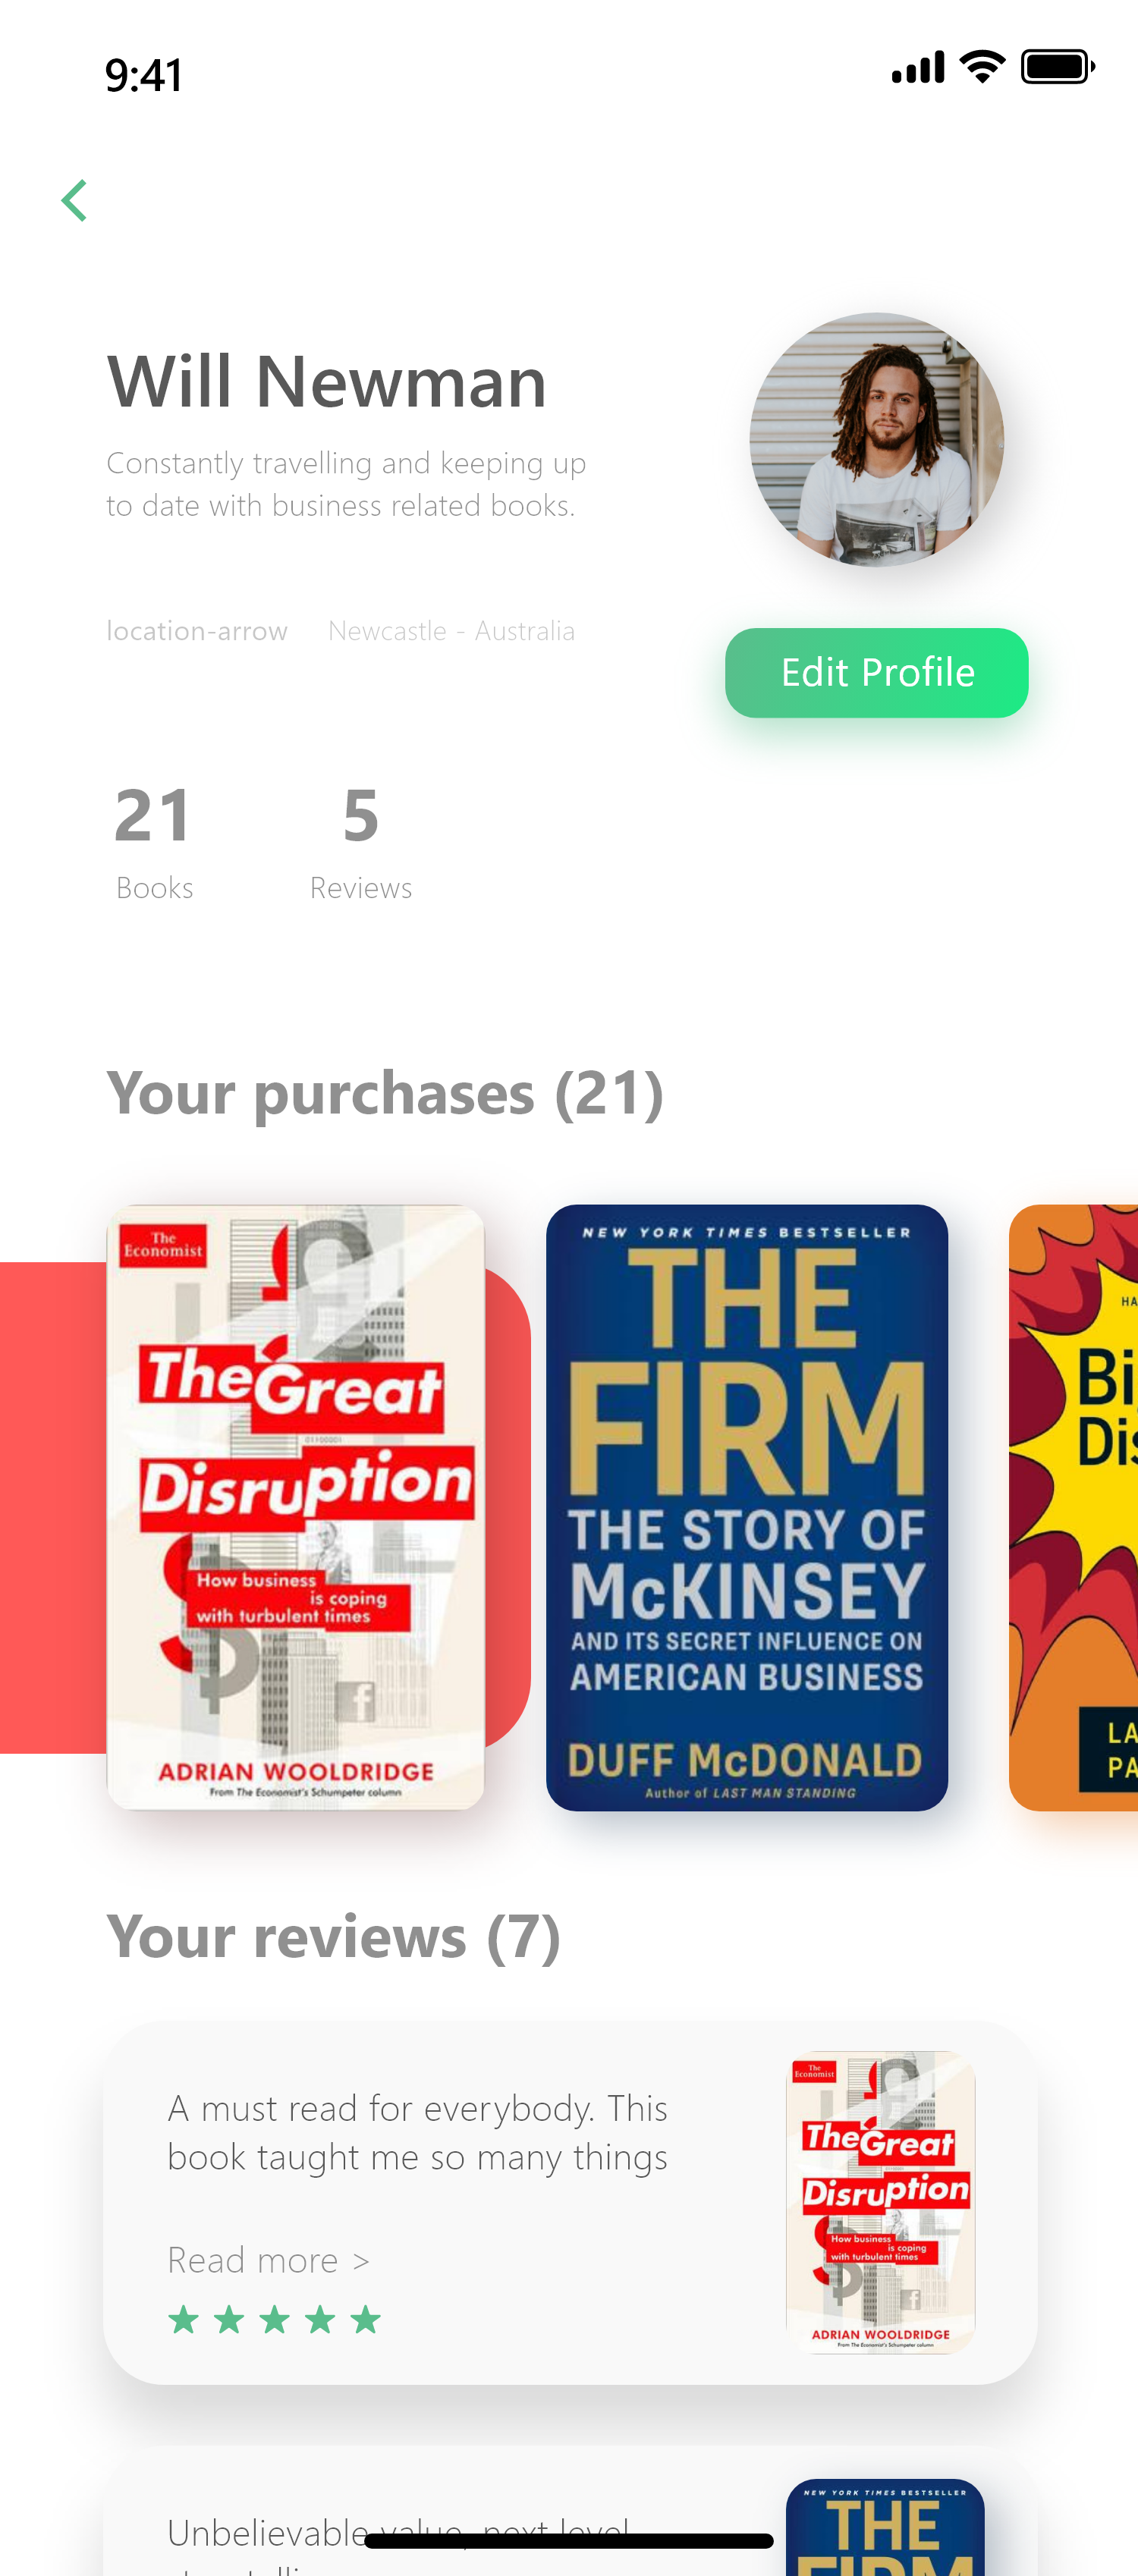 9:41
Will Newman
Constantly travelling and keeping up
to date with business related books.
location-arrow Newcastle - Australia
Edit Profile
21 5
Books Reviews
Your purchases (21)
The
Economist
The Great
Disruption
How business
is coping
with turbulent times
ADRIAN WOOLDRIDGE
From The Economist's Schumpeter column
NEW YORK TIMES BESTSELLER
THE
FIRM
THE STORY OF
McKINSEY
AND ITS SECRET INFLUENCE ON
AMERICAN BUSINESS
DUFF McDONALD
Author of LAST MAN STANDING
HA
Bi
Dis
LA
PA
Your reviews (7)
A must read for everybody. This
book taught me so many things
Read more >
The
Economist
The Great
Disruption
How business
is coping
with turbulent times
ADRIAN WOOLDRIDGE
From The Economist's Schumpeter column
Unbelievable value, next level
NEW YORK TIMES BESTSELLER
THE
FIRM